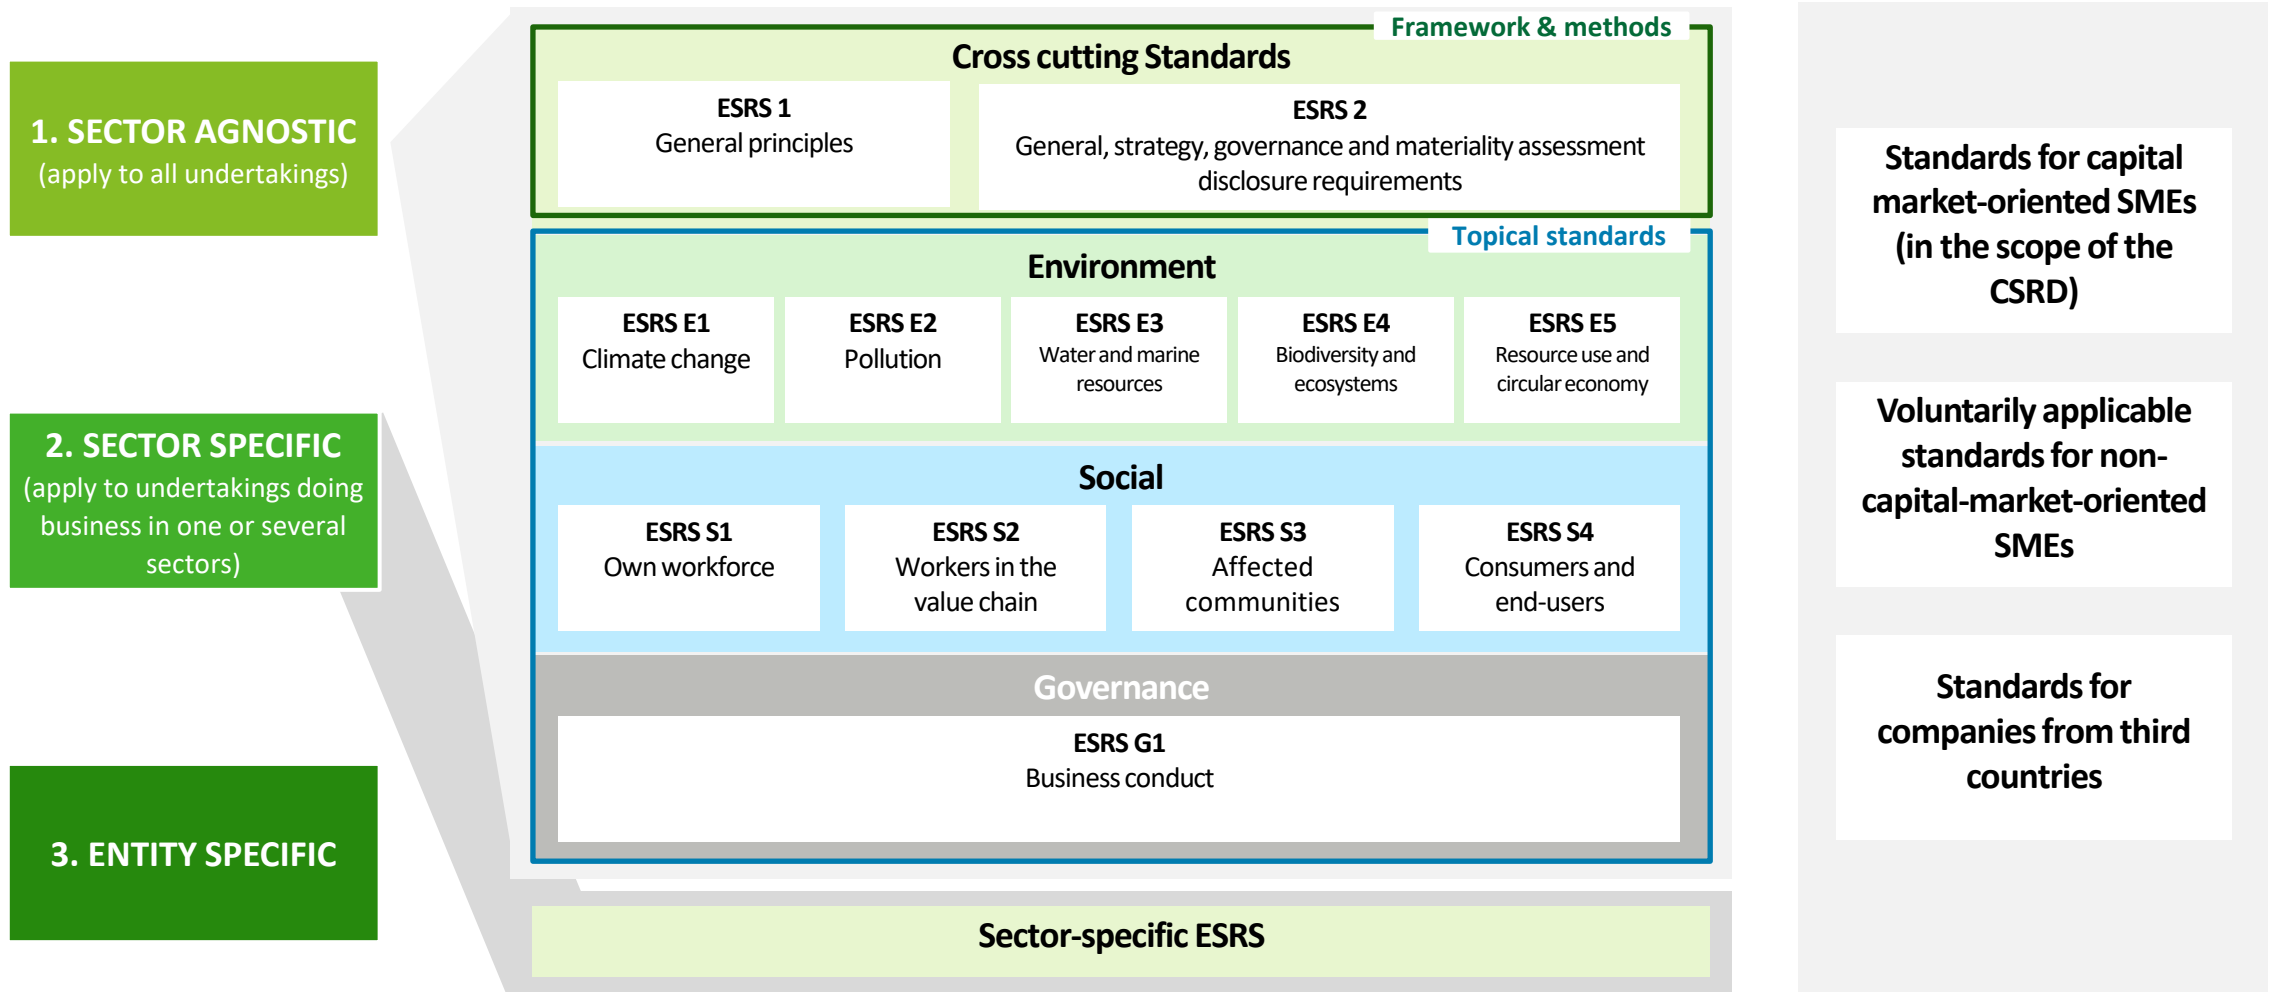 1. SECTOR AGNOSTIC
(apply to all undertakings)
2. SECTOR SPECIFIC
(apply to undertakings doing
business in one or several
sectors)
3. ENTITY SPECIFIC
Framework & methods
Cross cutting Standards
ESRS 1
General principles
ESRS 2
General, strategy, governance and materiality assessment
disclosure requirements
Topical standards
Environment
ESRS E1
Climate change
ESRS E2
Pollution
ESRS E3
Water and marine
resources
ESRS E4
Biodiversity and
ecosystems
ESRS E5
Resource use and
circular economy
Social
ESRS S1
Own workforce
ESRS S2
Workers in the
value chain
ESRS S3
Affected
communities
ESRS S4
Consumers and
end-users
Governance
ESRS G1
Business conduct
Sector-specific ESRS
Standards for capital
market-oriented SMEs
(in the scope of the
CSRD)
Voluntarily applicable
standards for non-
capital-market-oriented
SMEs
Standards for
companies from third
countries